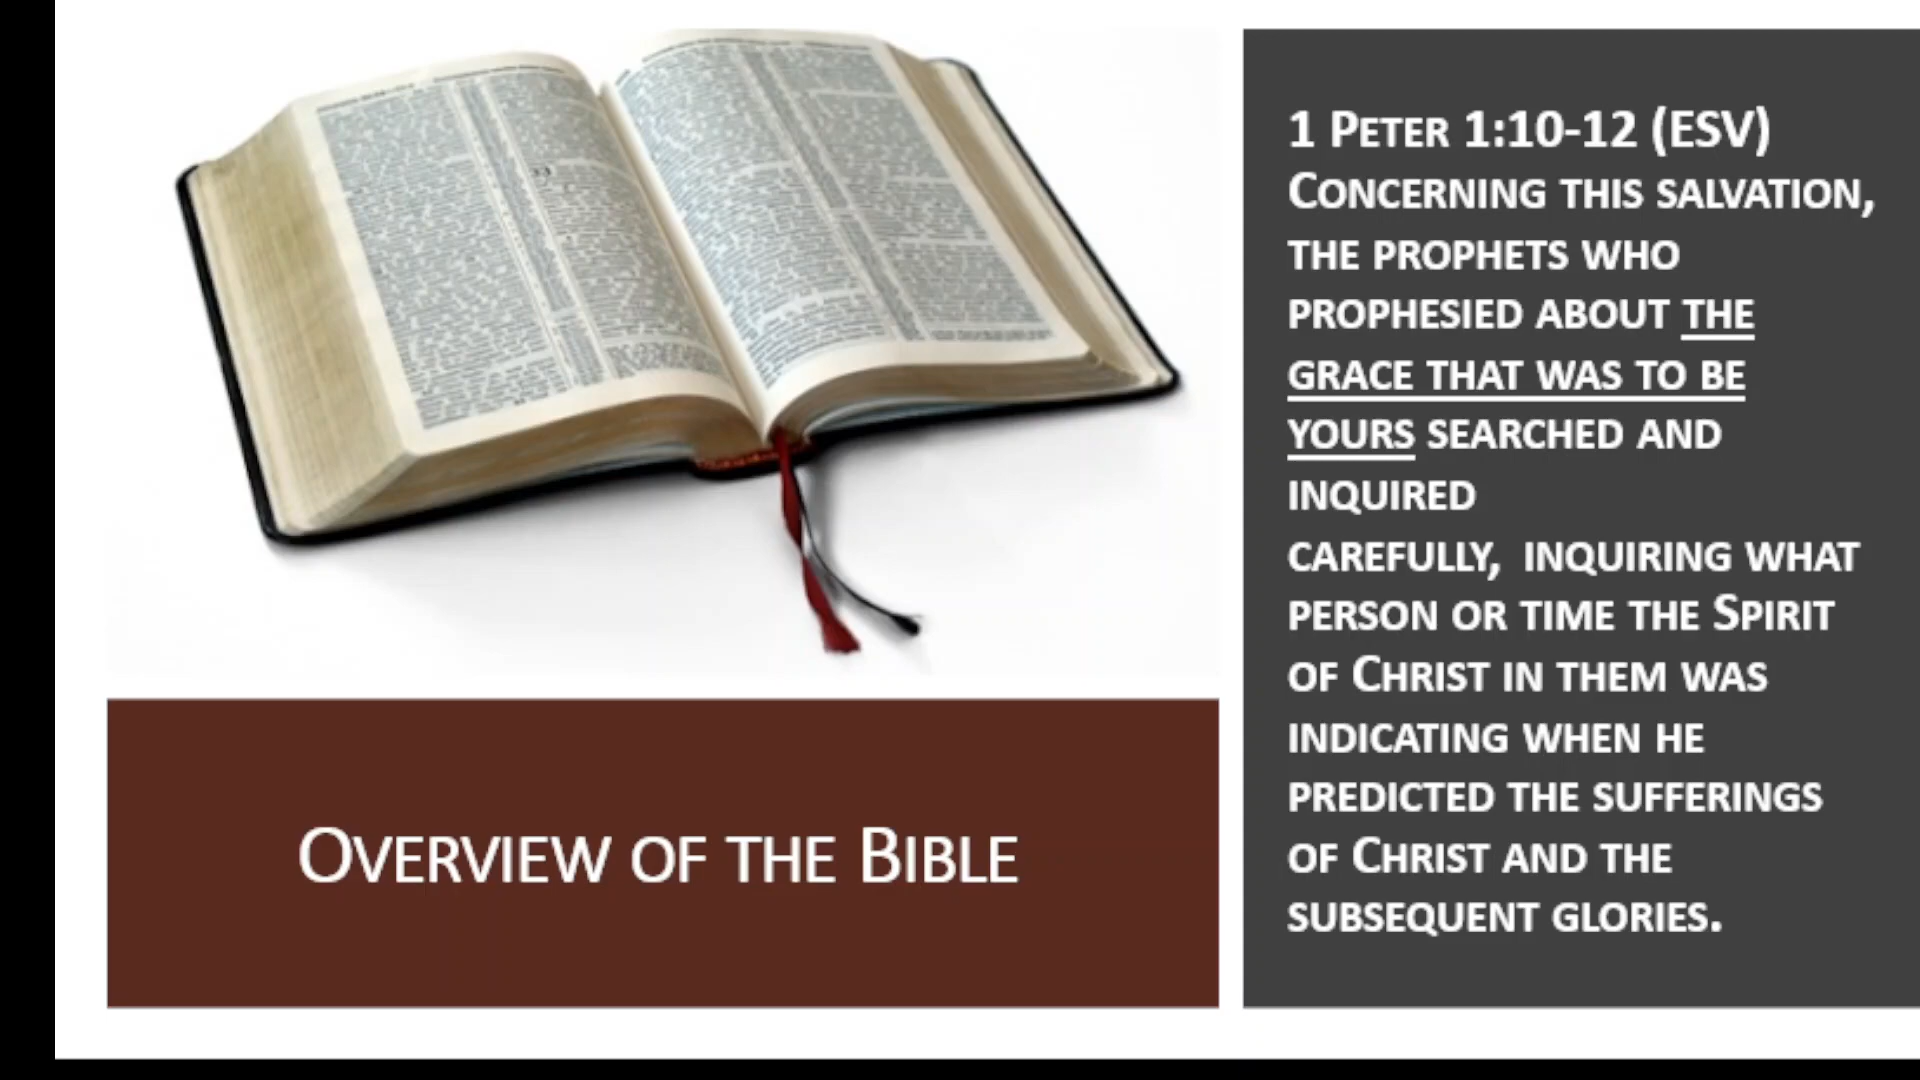 1 Peter 1:10-12 (ESV)
Concerning this salvation,
the prophets who
prophesied about the
grace that was to be
yours searched and
inquired
carefully, inquiring what
person or time the Spirit
of Christ in them was
indicating when he
predicted the sufferings
of Christ and the
subsequent glories.
Overview of the Bible